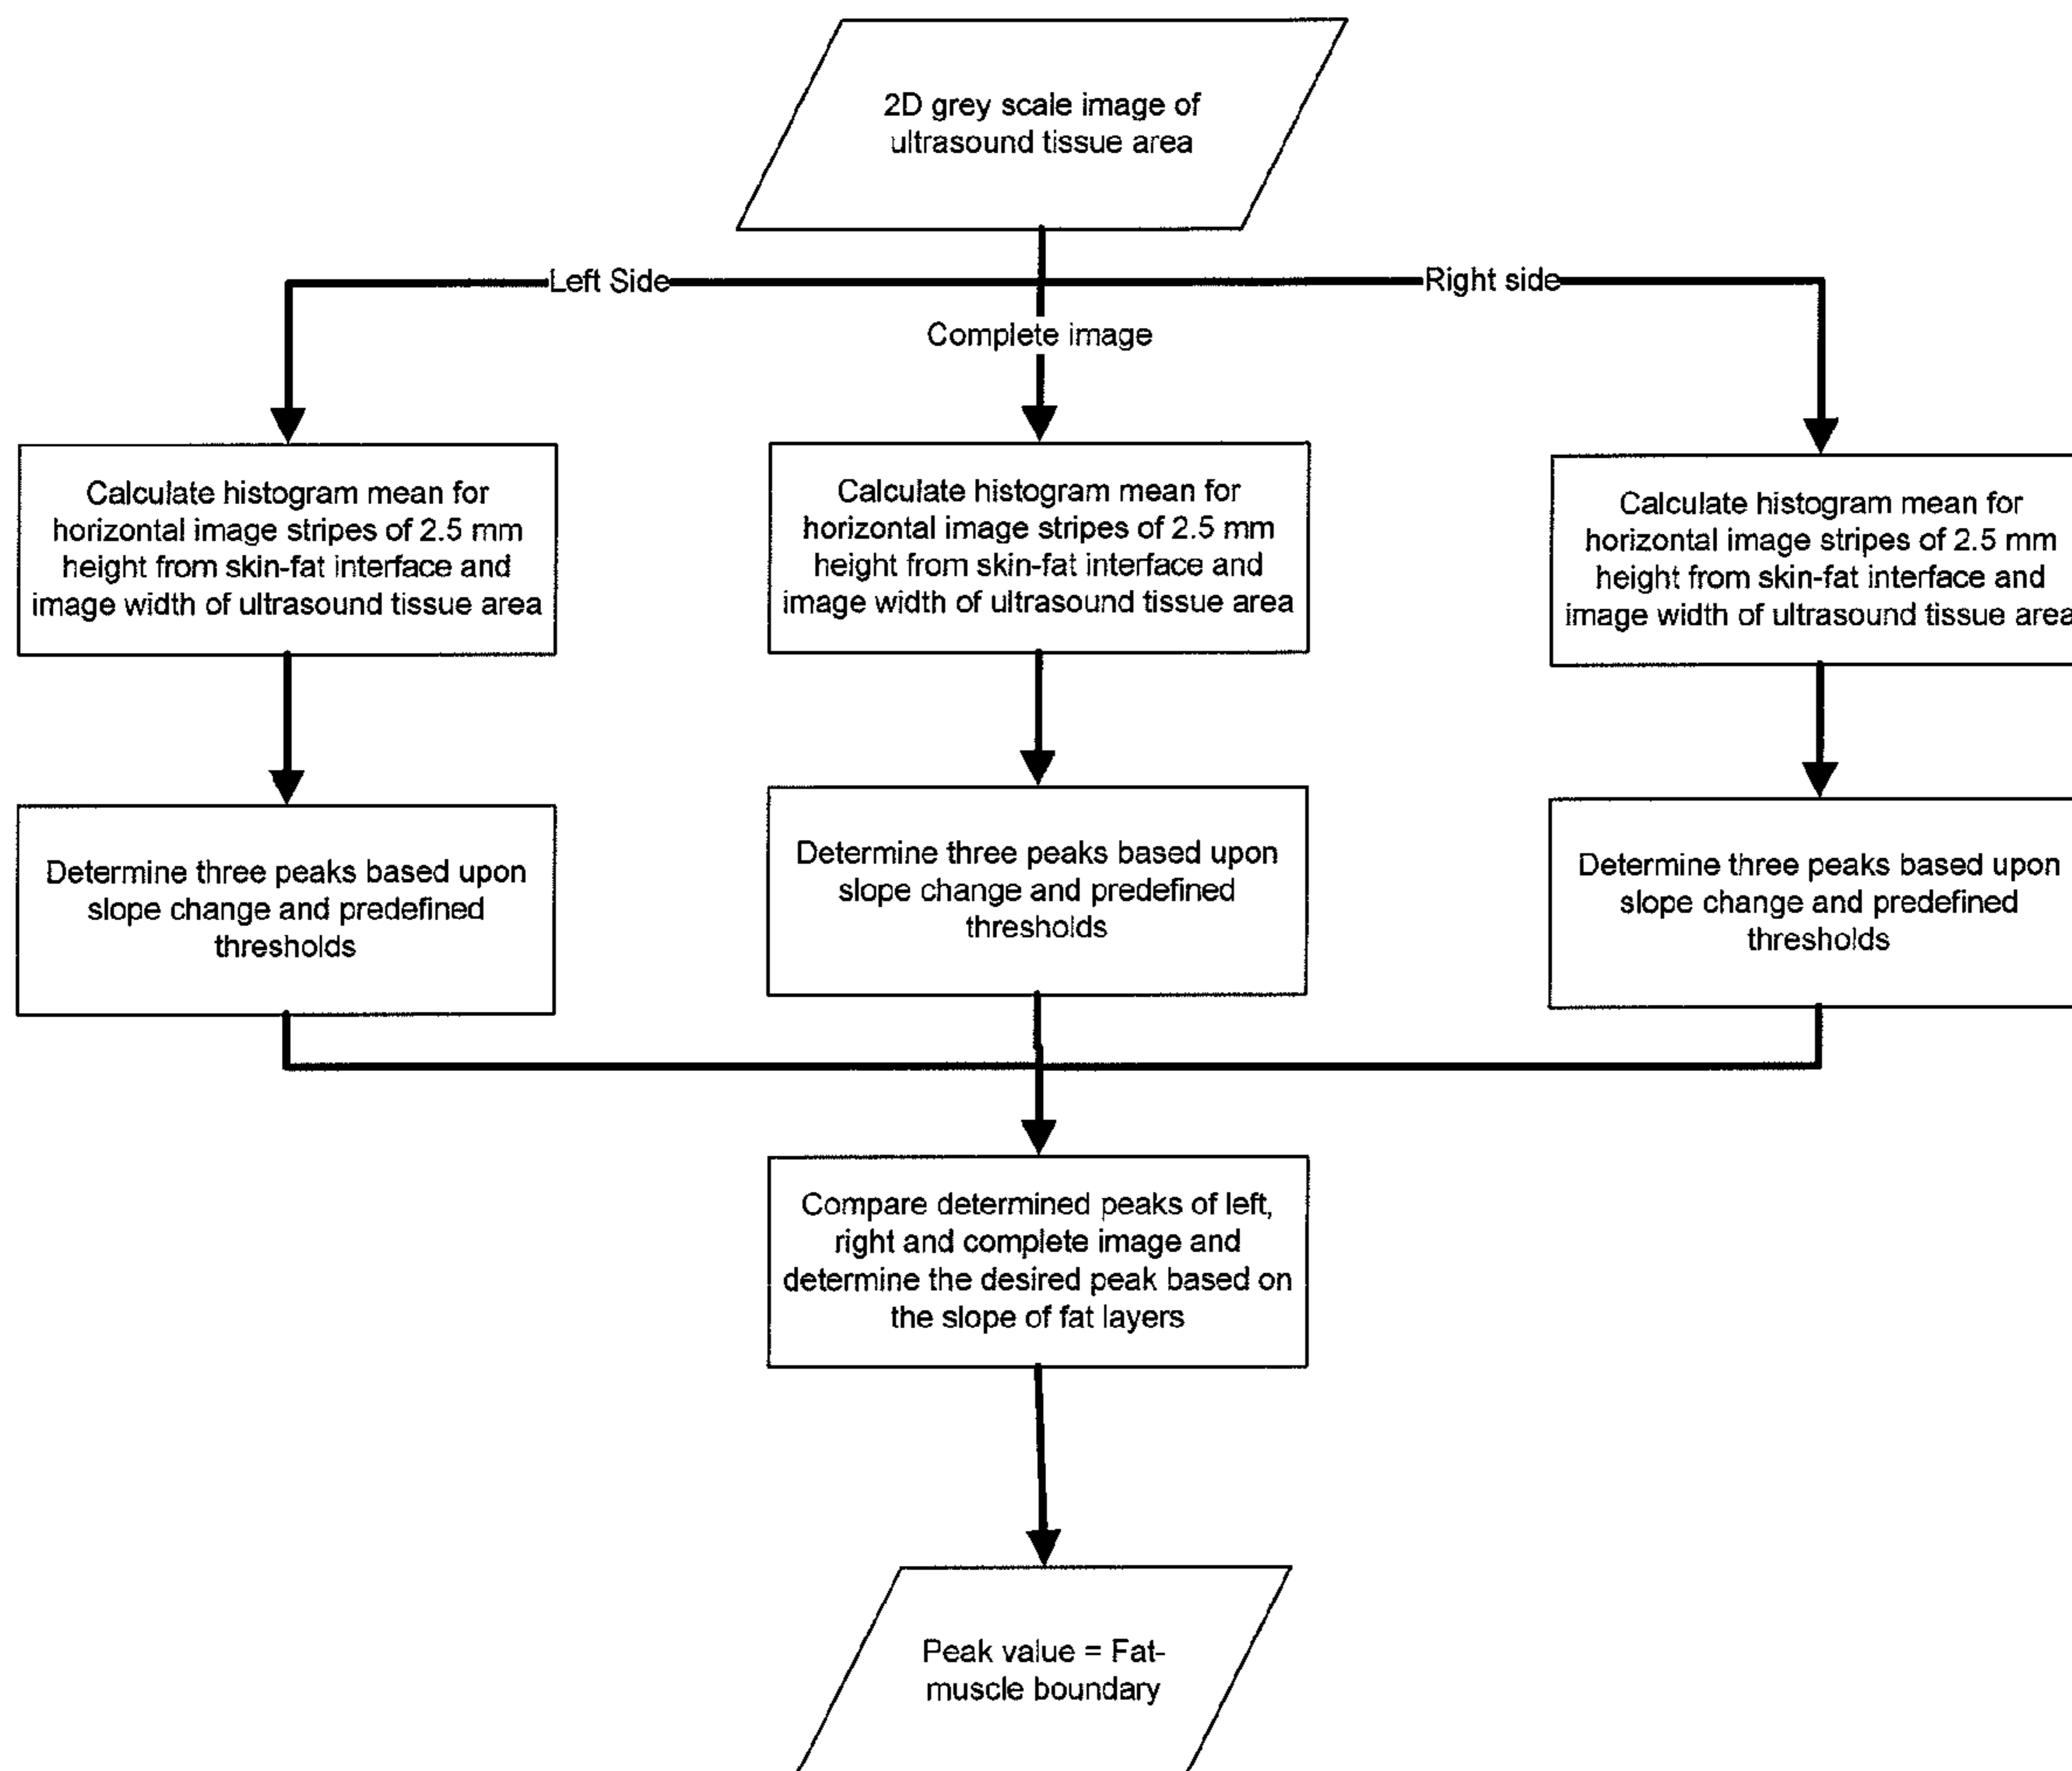 2D grey scale image of
ultrasound tissue area
Left Side
Right side
Complete image
Calculate histogram mean for
horizontal image stripes of 2.5 mm
height from skin-fat interface and
image width of ultrasound tissue area
Calculate histogram mean for
horizontal image stripes of 2.5 mm
height from skin-fat interface and
image width of ultrasound tissue area
Calculate histogram mean for
horizontal image stripes of 2.5 mm
height from skin-fat interface and
image width of ultrasound tissue area
Determine three peaks based upon
slope change and predefined
thresholds
Determine three peaks based upon
slope change and predefined
thresholds
Determine three peaks based upon
slope change and predefined
thresholds
Compare determined peaks of left,
right and complete image and
determine the desired peak based on
the slope of fat layers
Peak value = Fat-
muscle boundary